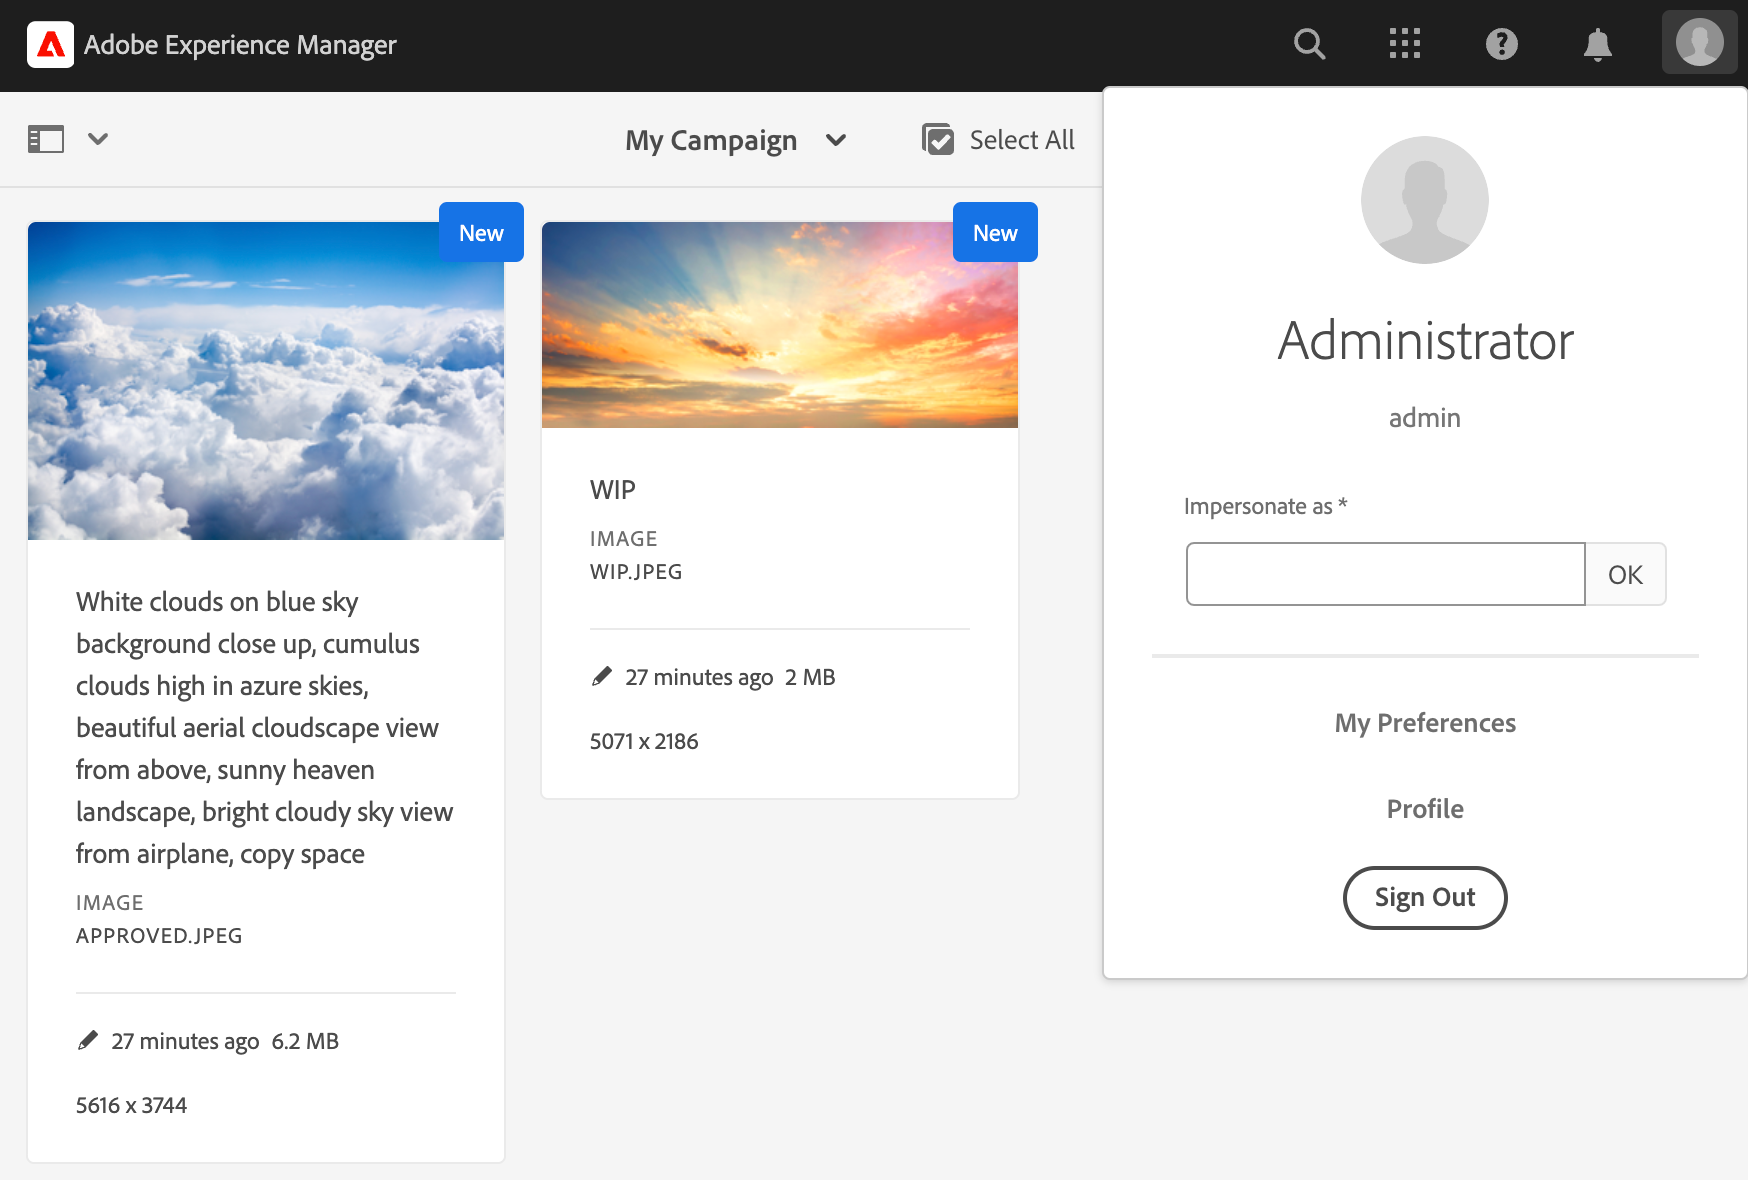 Adobe Experience Manager
My Campaign
Select All
New
White clouds on blue sky
background close up, cumulus
clouds high in azure skies,
beautiful aerial cloudscape view
from above, sunny heaven
landscape, bright cloudy sky view
from airplane, copy space
IMAGE
APPROVED.JPEG
27 minutes ago 6.2 MB
5616 x 3744
New
WIP
IMAGE
WIP.JPEG
27 minutes ago 2 MB
5071 x 2186
Administrator
admin
Impersonate as *
OK
My Preferences
Profile
Sign Out